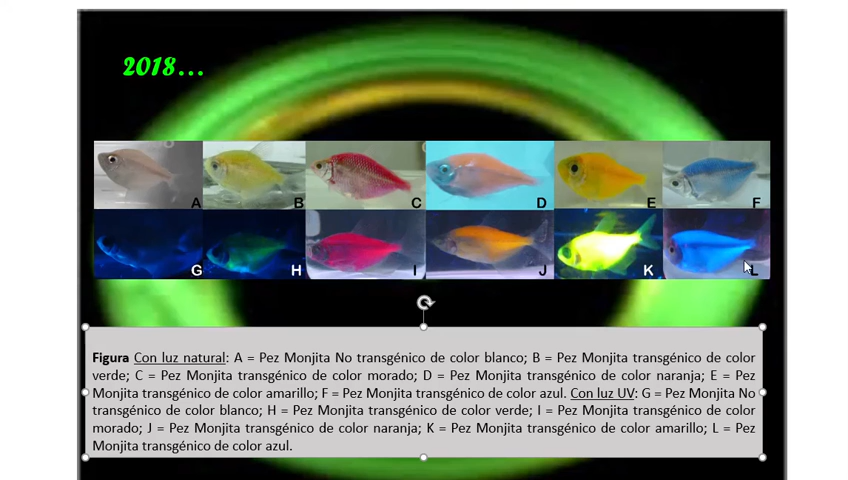 2018...
A B C D E F
G H I J K L
Figura Con luz natural: A = Pez Monjita No transgénico de color blanco; B = Pez Monjita transgénico de color
verde; C = Pez Monjita transgénico de color morado; D = Pez Monjita transgénico de color naranja; E = Pez
Monjita transgénico de color amarillo; F = Pez Monjita transgénico de color azul. Con luz UV: G = Pez Monjita No
transgénico de color blanco; H = Pez Monjita transgénico de color verde; I = Pez Monjita transgénico de color
morado; J = Pez Monjita transgénico de color naranja; K = Pez Monjita transgénico de color amarillo; L = Pez
Monjita transgénico de color azul.